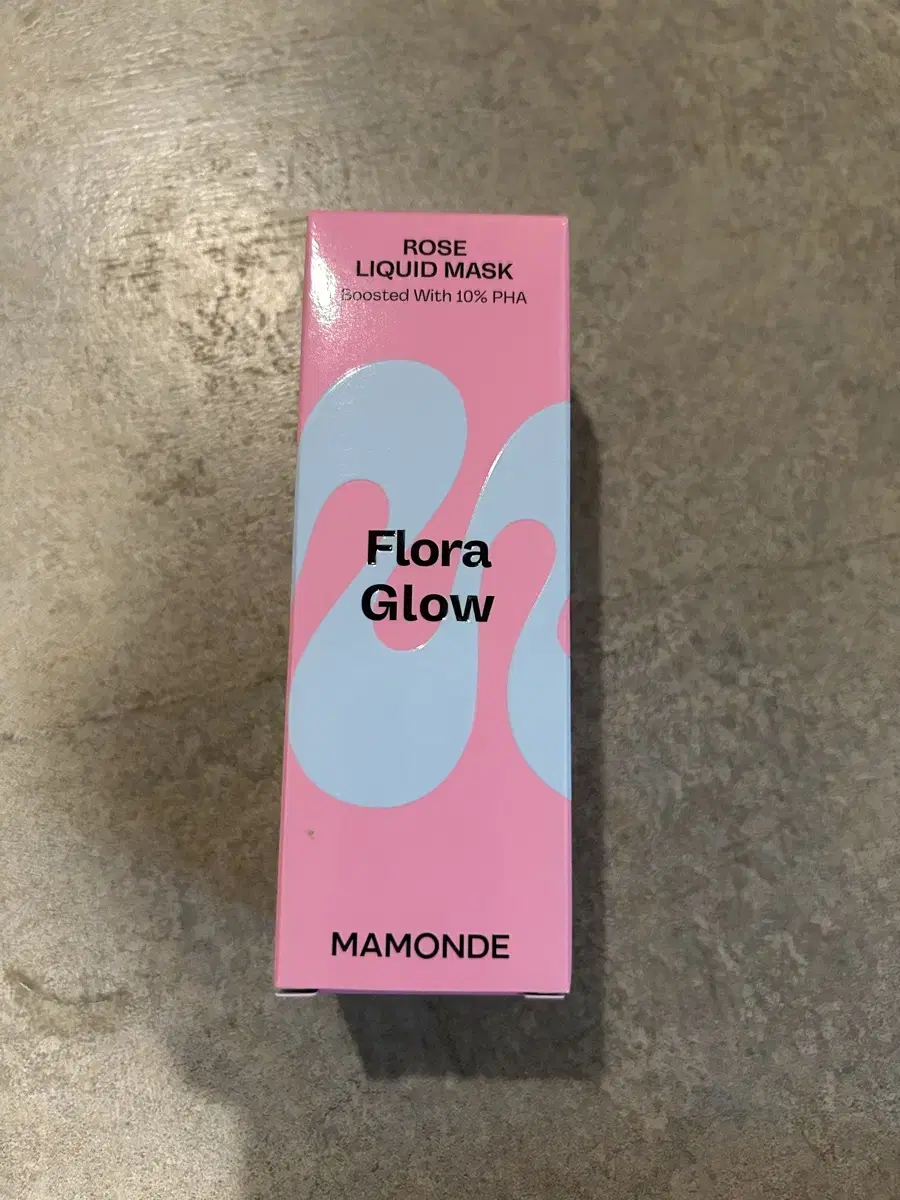 ROSE
LIQUID MASK
Boosted With 10% PHA
Flora
Glow
MAMONDE